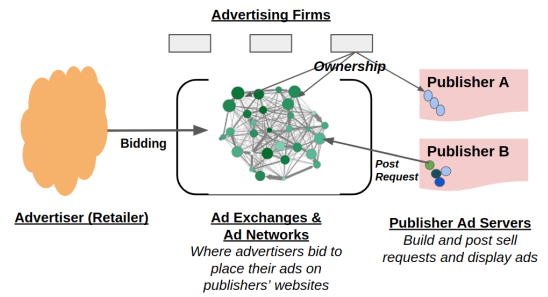 Advertising Firms
Ownership
Publisher A
Bidding
Publisher B
Post
Request
Advertiser (Retailer)
Ad Exchanges &
Ad Networks
Where advertisers bid to
place their ads on
publishers' websites
Publisher Ad Servers
Build and post sell
requests and display ads